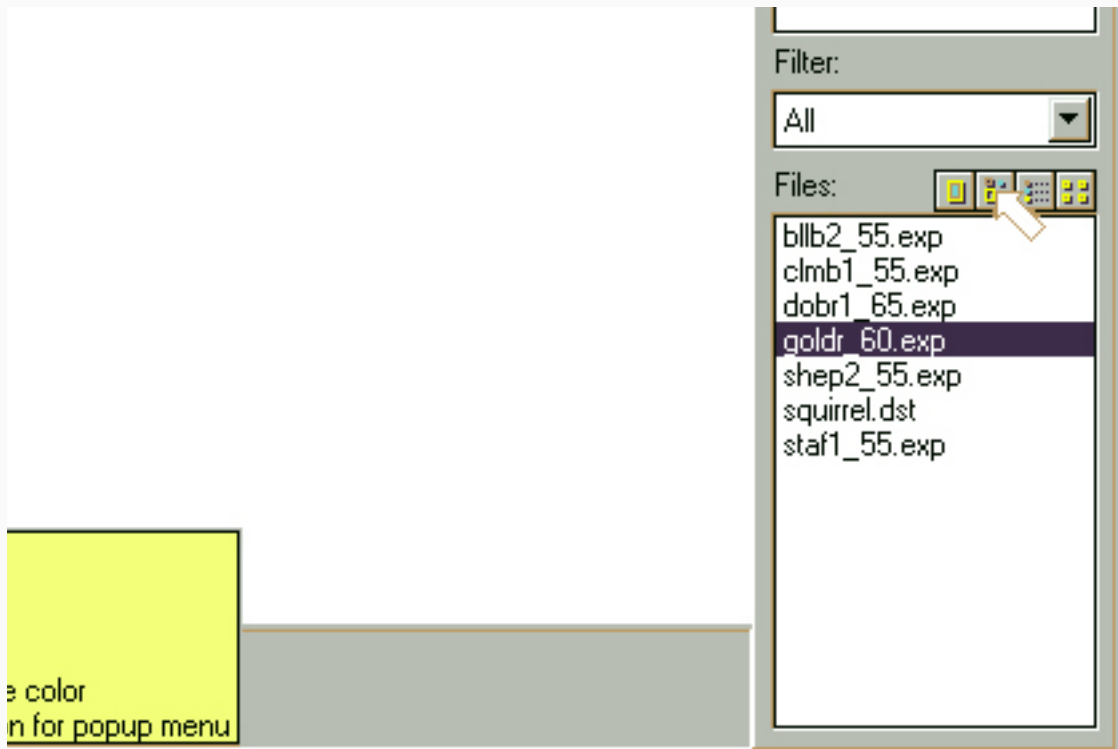 Filter:
All
Files:
bllb2_55.exp
clmb1_55.exp
dobr1_65.exp
goldr_60.exp
shep2_55.exp
squirrel.dst
staf1_55.exp
e color
n for popup menu